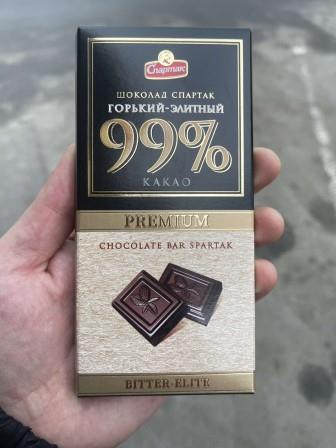 Спартак
ШОКОЛАД СПАРТАК
ГОРЬКИЙ-ЭЛИТНЫЙ
99%
КАКАО
PREMIUM
CHOCOLATE BAR SPARTAK
BITTER-ELITE